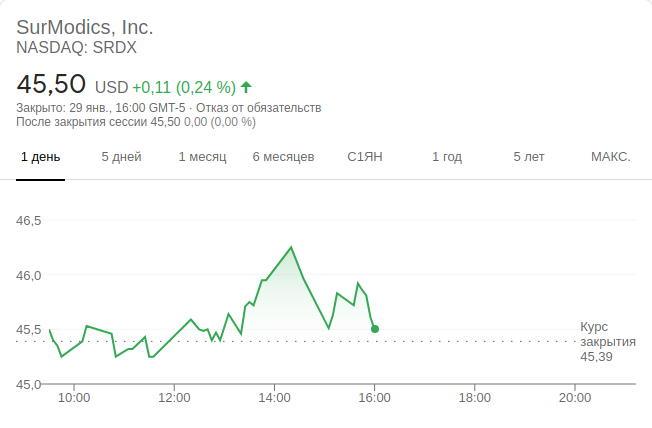 SurModics, Inc.
NASDAQ: SRDX
45,50 USD +0,11 (0,24 %)
Закрыто: 29 янв., 16:00 GMT-5 · Отказ от обязательств
После закрытия сессии 45,50 0,00 (0,00 %)
1 день 5 дней 1 месяц 6 месяцев С1ЯН 1 год 5 лет МАКС.
46,5
46,0
45,5
Курс
закрытия
45,39
45,0
10:00 12:00 14:00 16:00 18:00 20:00